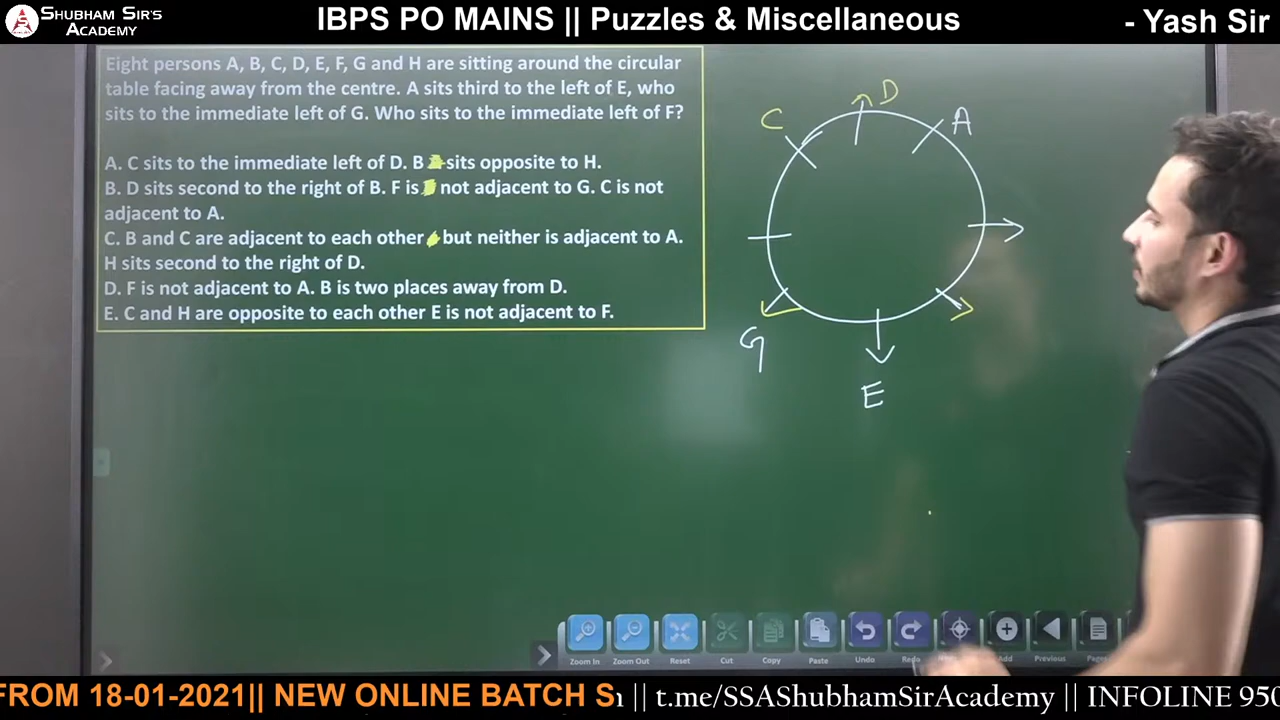 SHUBHAM SIR'S
ACADEMY
IBPS PO MAINS || Puzzles & Miscellaneous
- Yash Sir
Eight persons A, B, C, D, E, F, G and H are sitting around the circular
table facing away from the centre. A sits third to the left of E, who
sits to the immediate left of G. Who sits to the immediate left of F?
A. C sits to the immediate left of D. B sits opposite to H.
B. D sits second to the right of B. F is not adjacent to G. C is not
adjacent to A.
C. B and C are adjacent to each other but neither is adjacent to A.
H sits second to the right of D.
D. F is not adjacent to A. B is two places away from D.
E. C and H are opposite to each other E is not adjacent to F.
D
C
A
G
E
Zoom In Zoom Out Reset Cut Copy Paste Undo Redo Add Previous
FROM 18-01-2021|| NEW ONLINE BATCH S || t.me/SSAShubhamSirAcademy || INFOLINE 950